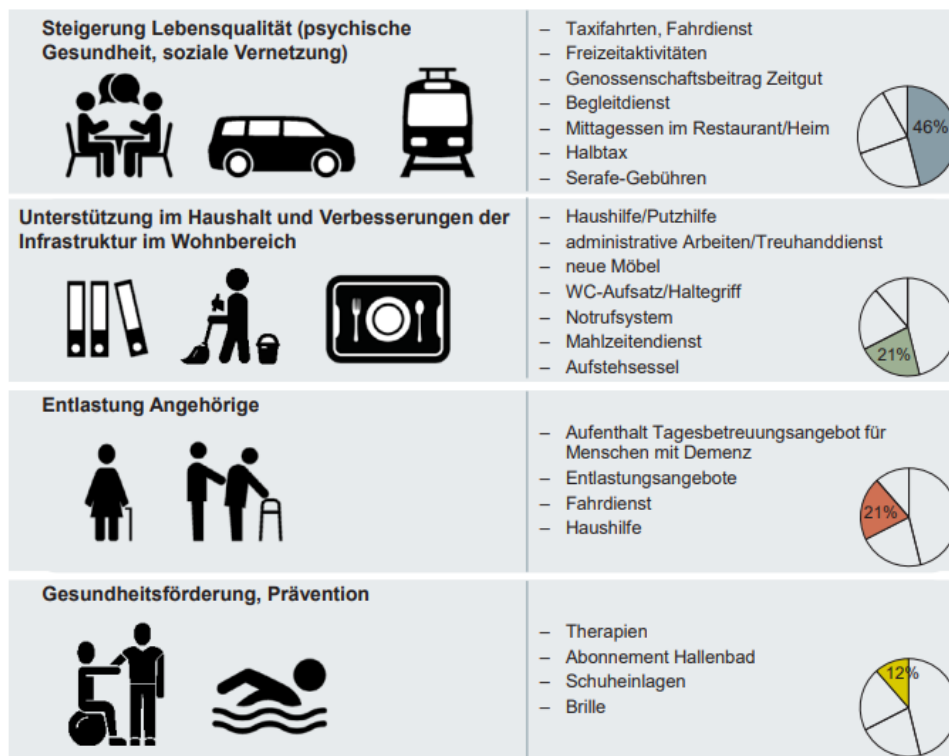 Steigerung Lebensqualität (psychische
Gesundheit, soziale Vernetzung)
– Taxifahrten, Fahrdienst
– Freizeitaktivitäten
– Genossenschaftsbeitrag Zeitgut
– Begleitdienst
– Mittagessen im Restaurant/Heim
– Halbtax
– Serafe-Gebühren
46%
Unterstützung im Haushalt und Verbesserungen der
Infrastruktur im Wohnbereich
– Haushilfe/Putzhilfe
– administrative Arbeiten/Treuhanddienst
– neue Möbel
– WC-Aufsatz/Haltegriff
– Notrufsystem
– Mahlzeitendienst
– Aufstehsessel
21%
Entlastung Angehörige
– Aufenthalt Tagesbetreuungsangebot für
Menschen mit Demenz
– Entlastungsangebote
– Fahrdienst
– Haushilfe
21%
Gesundheitsförderung, Prävention
– Therapien
– Abonnement Hallenbad
– Schuheinlagen
– Brille
12%